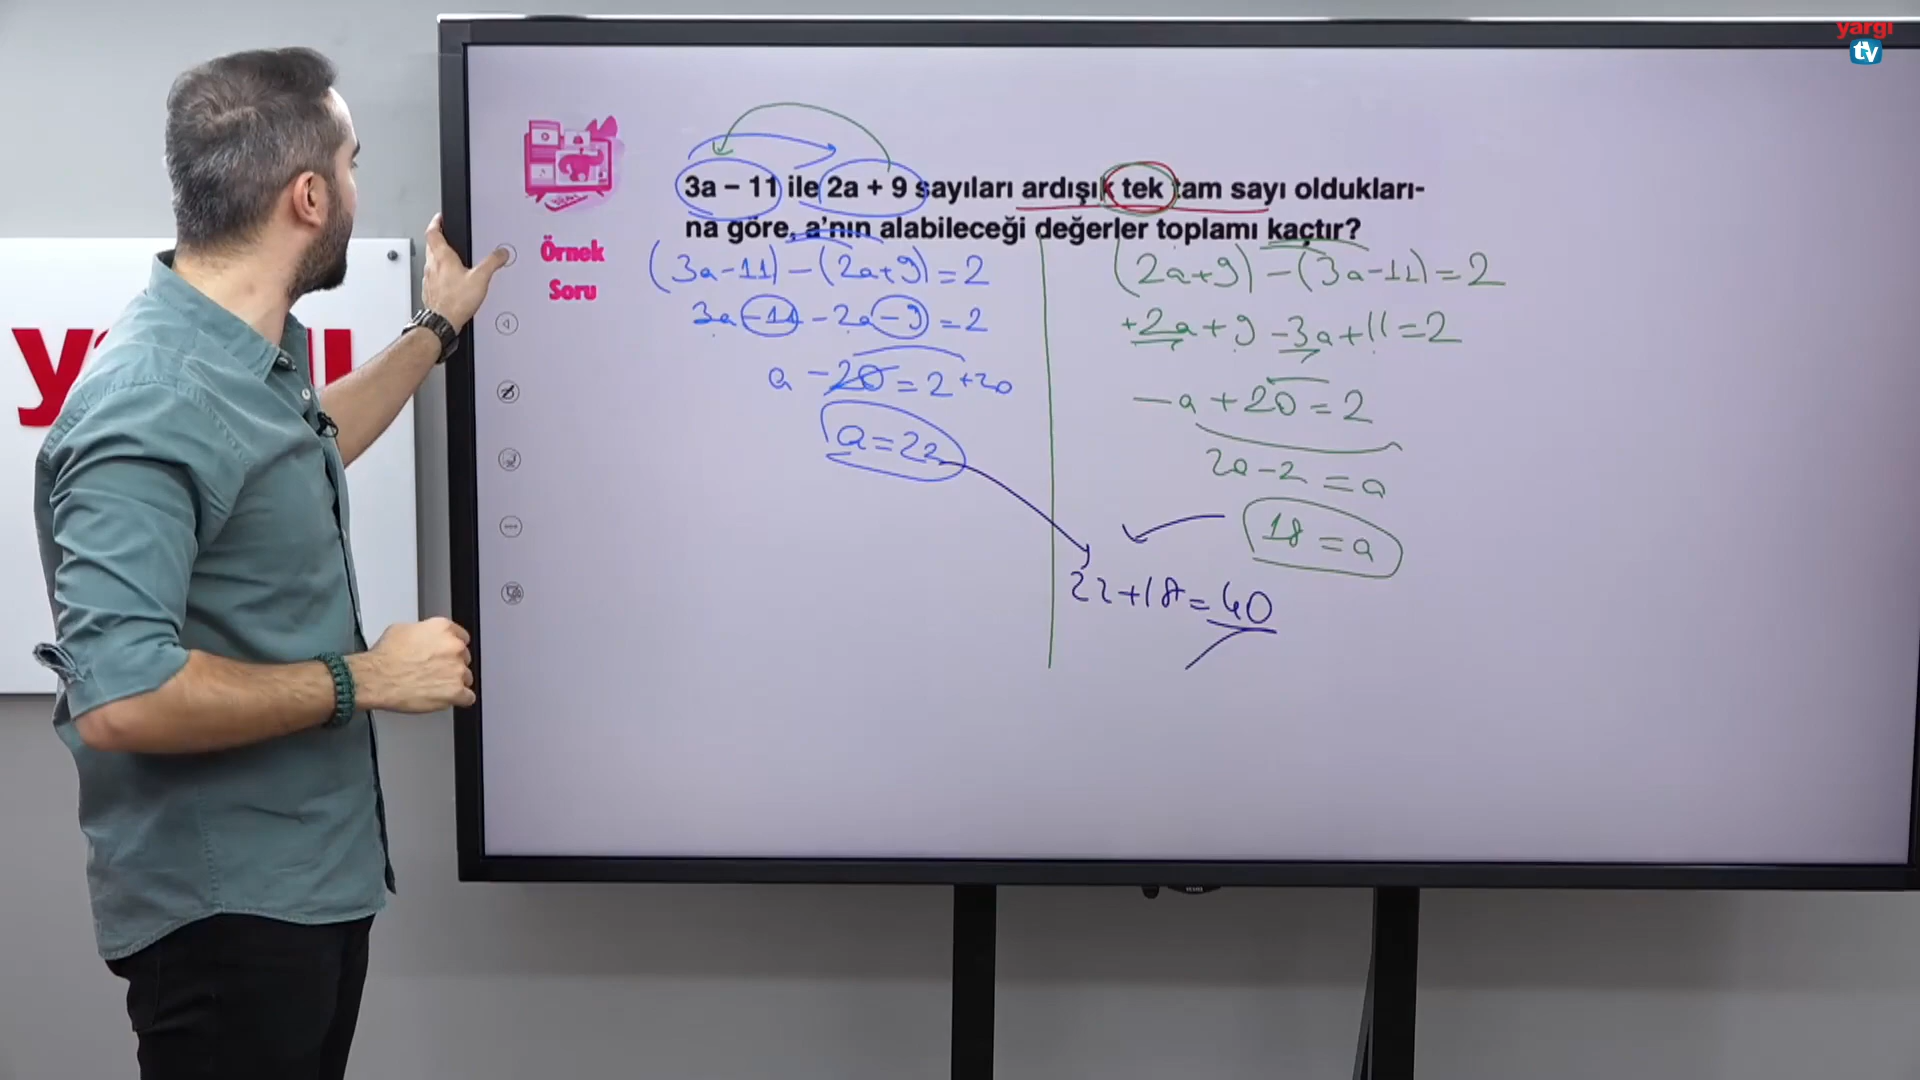 yargı
tv
3a – 11 ile 2a + 9 sayıları ardışık tek tam sayı oldukları-
na göre, a'nın alabileceği değerler toplamı kaçtır?
Örnek
Soru
(3a-11) - (2a+9) = 2
3a - 11 - 2a - 9 = 2
a - 20 = 2 +20
a = 22
(2a+9) - (3a-11) = 2
+2a + 9 - 3a + 11 = 2
- a + 20 = 2
20 - 2 = a
18 = a
22 + 18 = 40